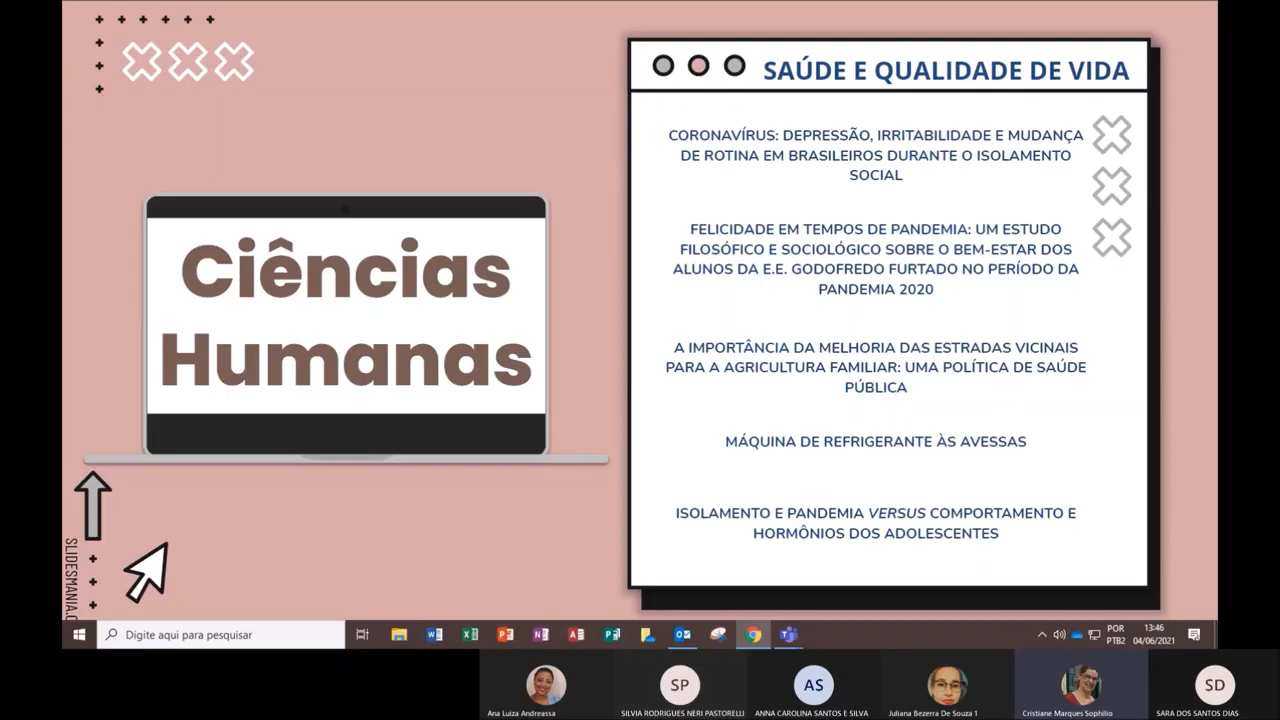 SAÚDE E QUALIDADE DE VIDA
CORONAVÍRUS: DEPRESSÃO, IRRITABILIDADE E MUDANÇA
DE ROTINA EM BRASILEIROS DURANTE O ISOLAMENTO
SOCIAL
FELICIDADE EM TEMPOS DE PANDEMIA: UM ESTUDO
FILOSÓFICO E SOCIOLÓGICO SOBRE O BEM-ESTAR DOS
ALUNOS DA E.E. GODOFREDO FURTADO NO PERÍODO DA
PANDEMIA 2020
A IMPORTÂNCIA DA MELHORIA DAS ESTRADAS VICINAIS
PARA A AGRICULTURA FAMILIAR: UMA POLÍTICA DE SAÚDE
PÚBLICA
MÁQUINA DE REFRIGERANTE ÀS AVESSAS
ISOLAMENTO E PANDEMIA VERSUS COMPORTAMENTO E
HORMÔNIOS DOS ADOLESCENTES
Ciências
Humanas
SLIDESMANIA.C
Digite aqui para pesquisar
POR
PTB2
13:46
04/06/2021
SP
AS
SD
Ana Luiza Andreassa
SILVIA RODRIGUES NERI PASTORELLI
ANNA CAROLINA SANTOS E SILVA
Juliana Bezerra De Souza 1
Cristiane Marques Sophilio
SARA DOS SANTOS DIAS